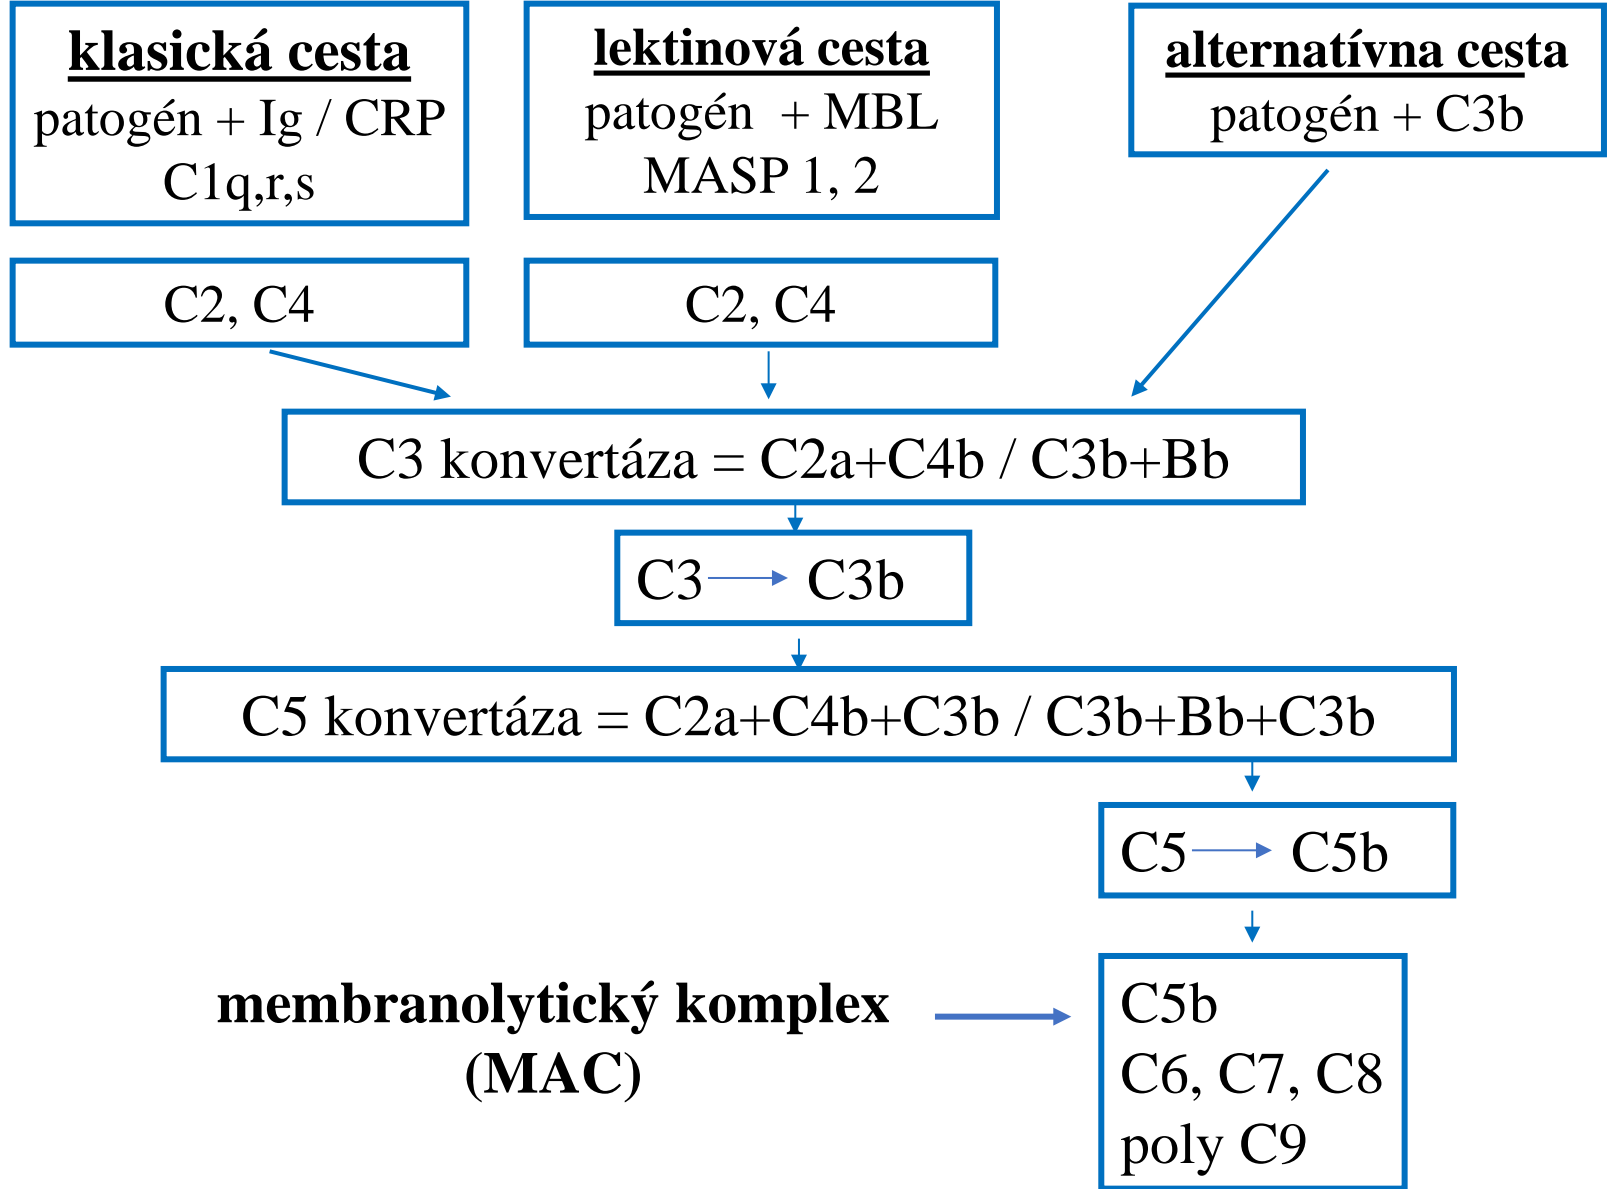 klasická cesta
patogén + Ig / CRP
C1q,r,s
lektinová cesta
patogén + MBL
MASP 1, 2
alternatívna cesta
patogén + C3b
C2, C4
C2, C4
C3 konvertáza = C2a+C4b / C3b+Bb
C3 C3b
C5 konvertáza = C2a+C4b+C3b / C3b+Bb+C3b
C5 C5b
membranolytický komplex
(MAC)
C5b
C6, C7, C8
poly C9